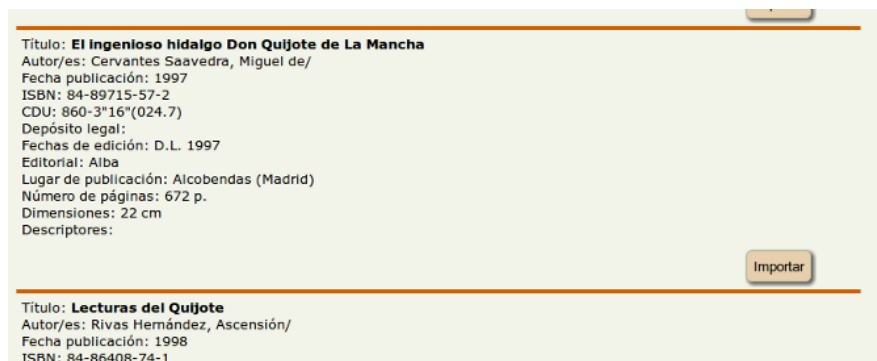 Título: El ingenioso hidalgo Don Quijote de La Mancha
Autor/es: Cervantes Saavedra, Miguel de/
Fecha publicación: 1997
ISBN: 84-89715-57-2
CDU: 860-3"16"(024.7)
Depósito legal:
Fechas de edición: D.L. 1997
Editorial: Alba
Lugar de publicación: Alcobendas (Madrid)
Número de páginas: 672 p.
Dimensiones: 22 cm
Descriptores:
Importar
Título: Lecturas del Quijote
Autor/es: Rivas Hernández, Ascensión/
Fecha publicación: 1998
ISBN: 84-86408-74-1